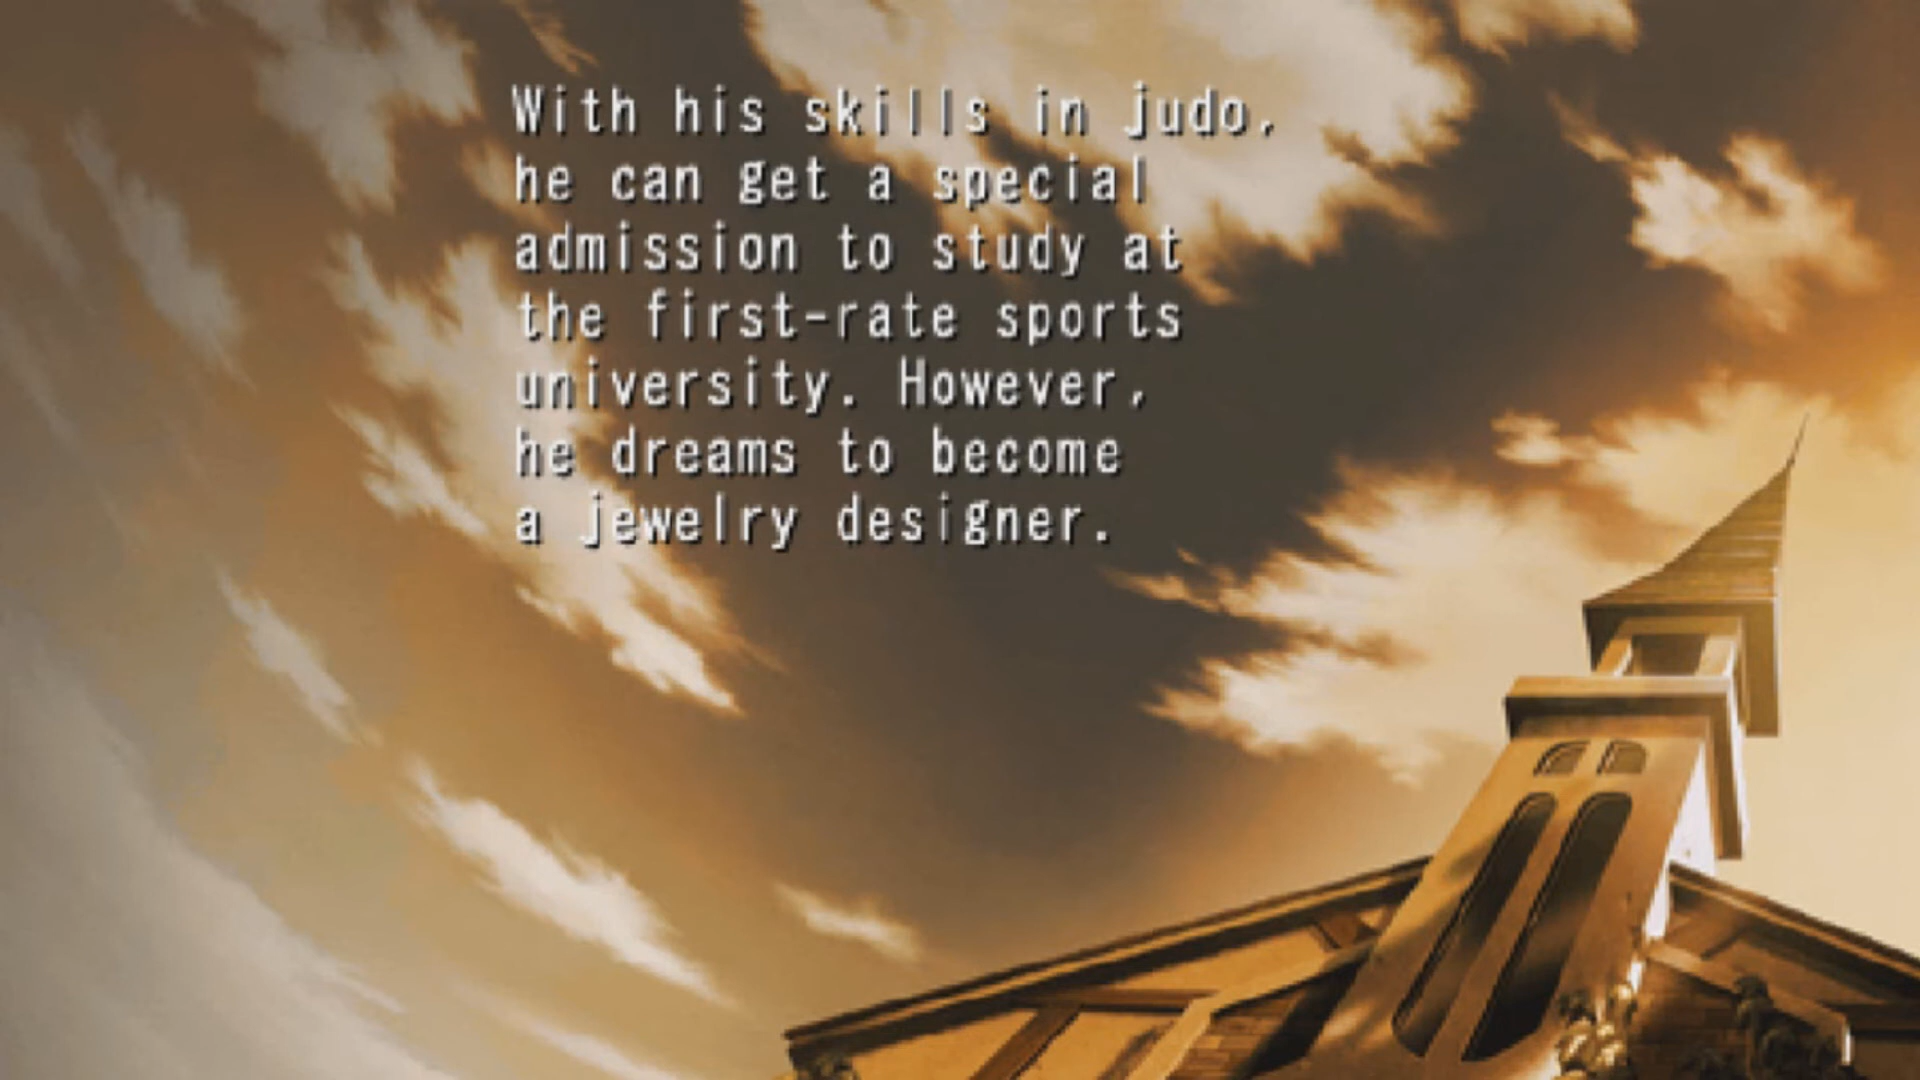 With his skills in judo,
he can get a special
admission to study at
the first-rate sports
university. However,
he dreams to become
a jewelry designer.